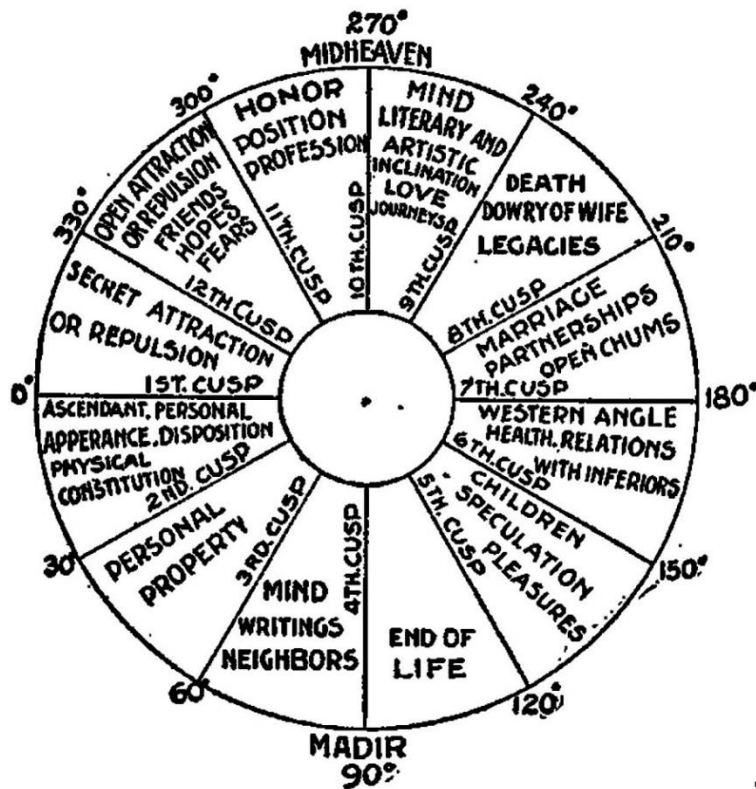 270°
MIDHEAVEN
300°
240°
HONOR
POSITION
PROFESSION
MIND
LITERARY AND
ARTISTIC
INCLINATION
LOVE
JOURNEYS
OPEN ATTRACTION
OR REPULSION
FRIENDS
HOPES
FEARS
DEATH
DOWRY OF WIFE
LEGACIES
330°
210°
11TH. CUSP
10TH. CUSP
9TH. CUSP
12TH CUSP
8TH. CUSP
SECRET ATTRACTION
OR REPULSION
MARRIAGE
PARTNERSHIPS
OPEN CHUMS
1ST. CUSP
7TH. CUSP
0°
180°
ASCENDANT. PERSONAL
APPERANCE. DISPOSITION
PHYSICAL
CONSTITUTION
WESTERN ANGLE
HEALTH. RELATIONS
WITH INFERIORS
2ND. CUSP
6TH. CUSP
PERSONAL
PROPERTY
3RD. CUSP
4TH. CUSP
5TH. CUSP
CHILDREN
SPECULATION
PLEASURES
30°
150°
MIND
WRITINGS
NEIGHBORS
END OF
LIFE
60°
120°
MADIR
90°